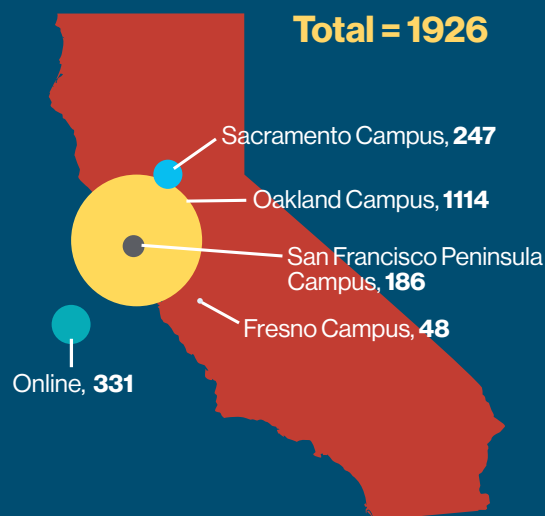 Total = 1926
Sacramento Campus, 247
Oakland Campus, 1114
San Francisco Peninsula
Campus, 186
Fresno Campus, 48
Online, 331